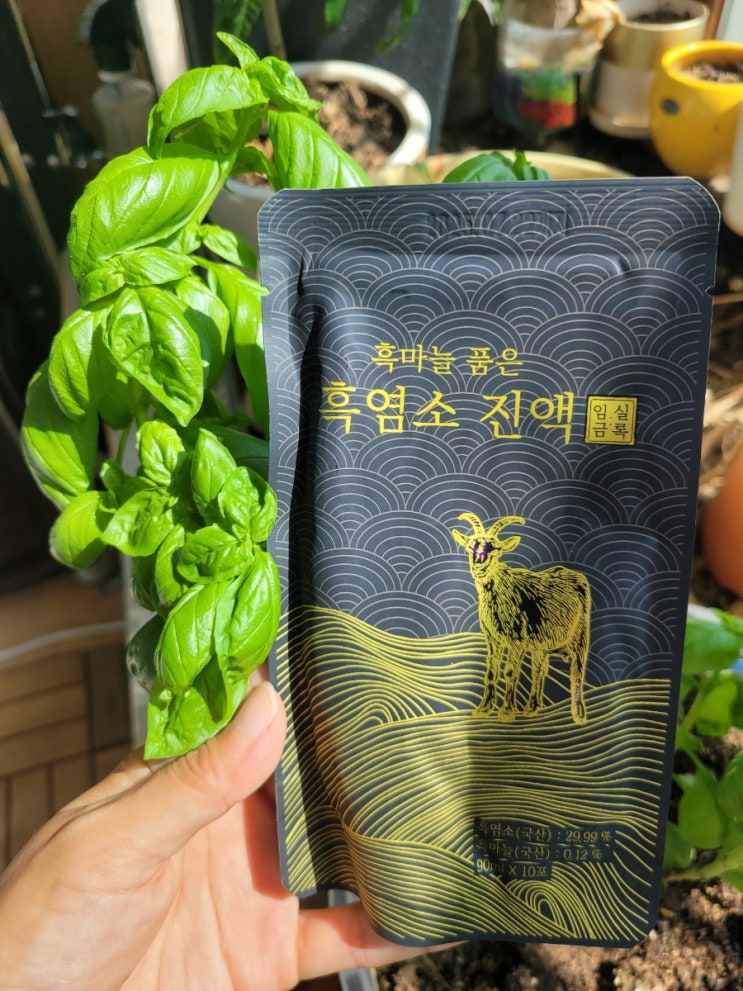 흑마늘 품은
흑염소 진액
임실
금·록
흑염소(국산) : 29.99 %
흑마늘(국산) : 0.12 %
90ml X 10포